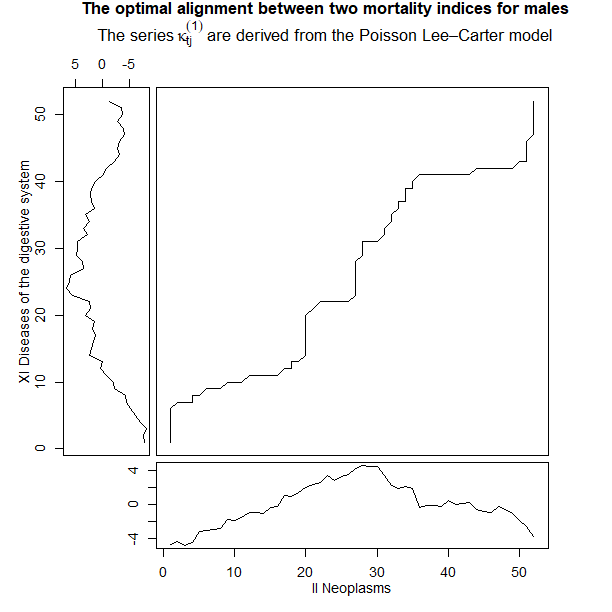 The optimal alignment between two mortality indices for males
The series κ_tj^(1) are derived from the Poisson Lee–Carter model
5 0 -5
XI Diseases of the digestive system
50
40
30
20
10
0
4
0
-4
0 10 20 30 40 50
II Neoplasms